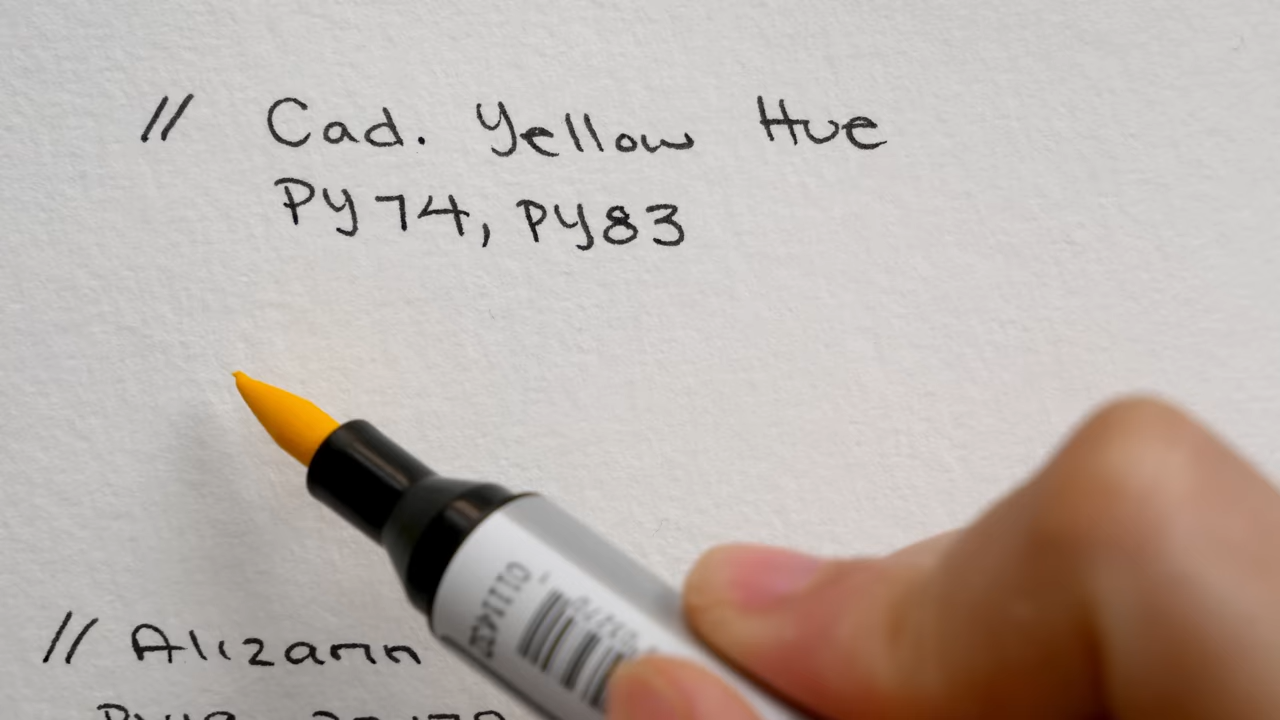 // Cad. Yellow Hue
PY74, PY83
// Alizarin